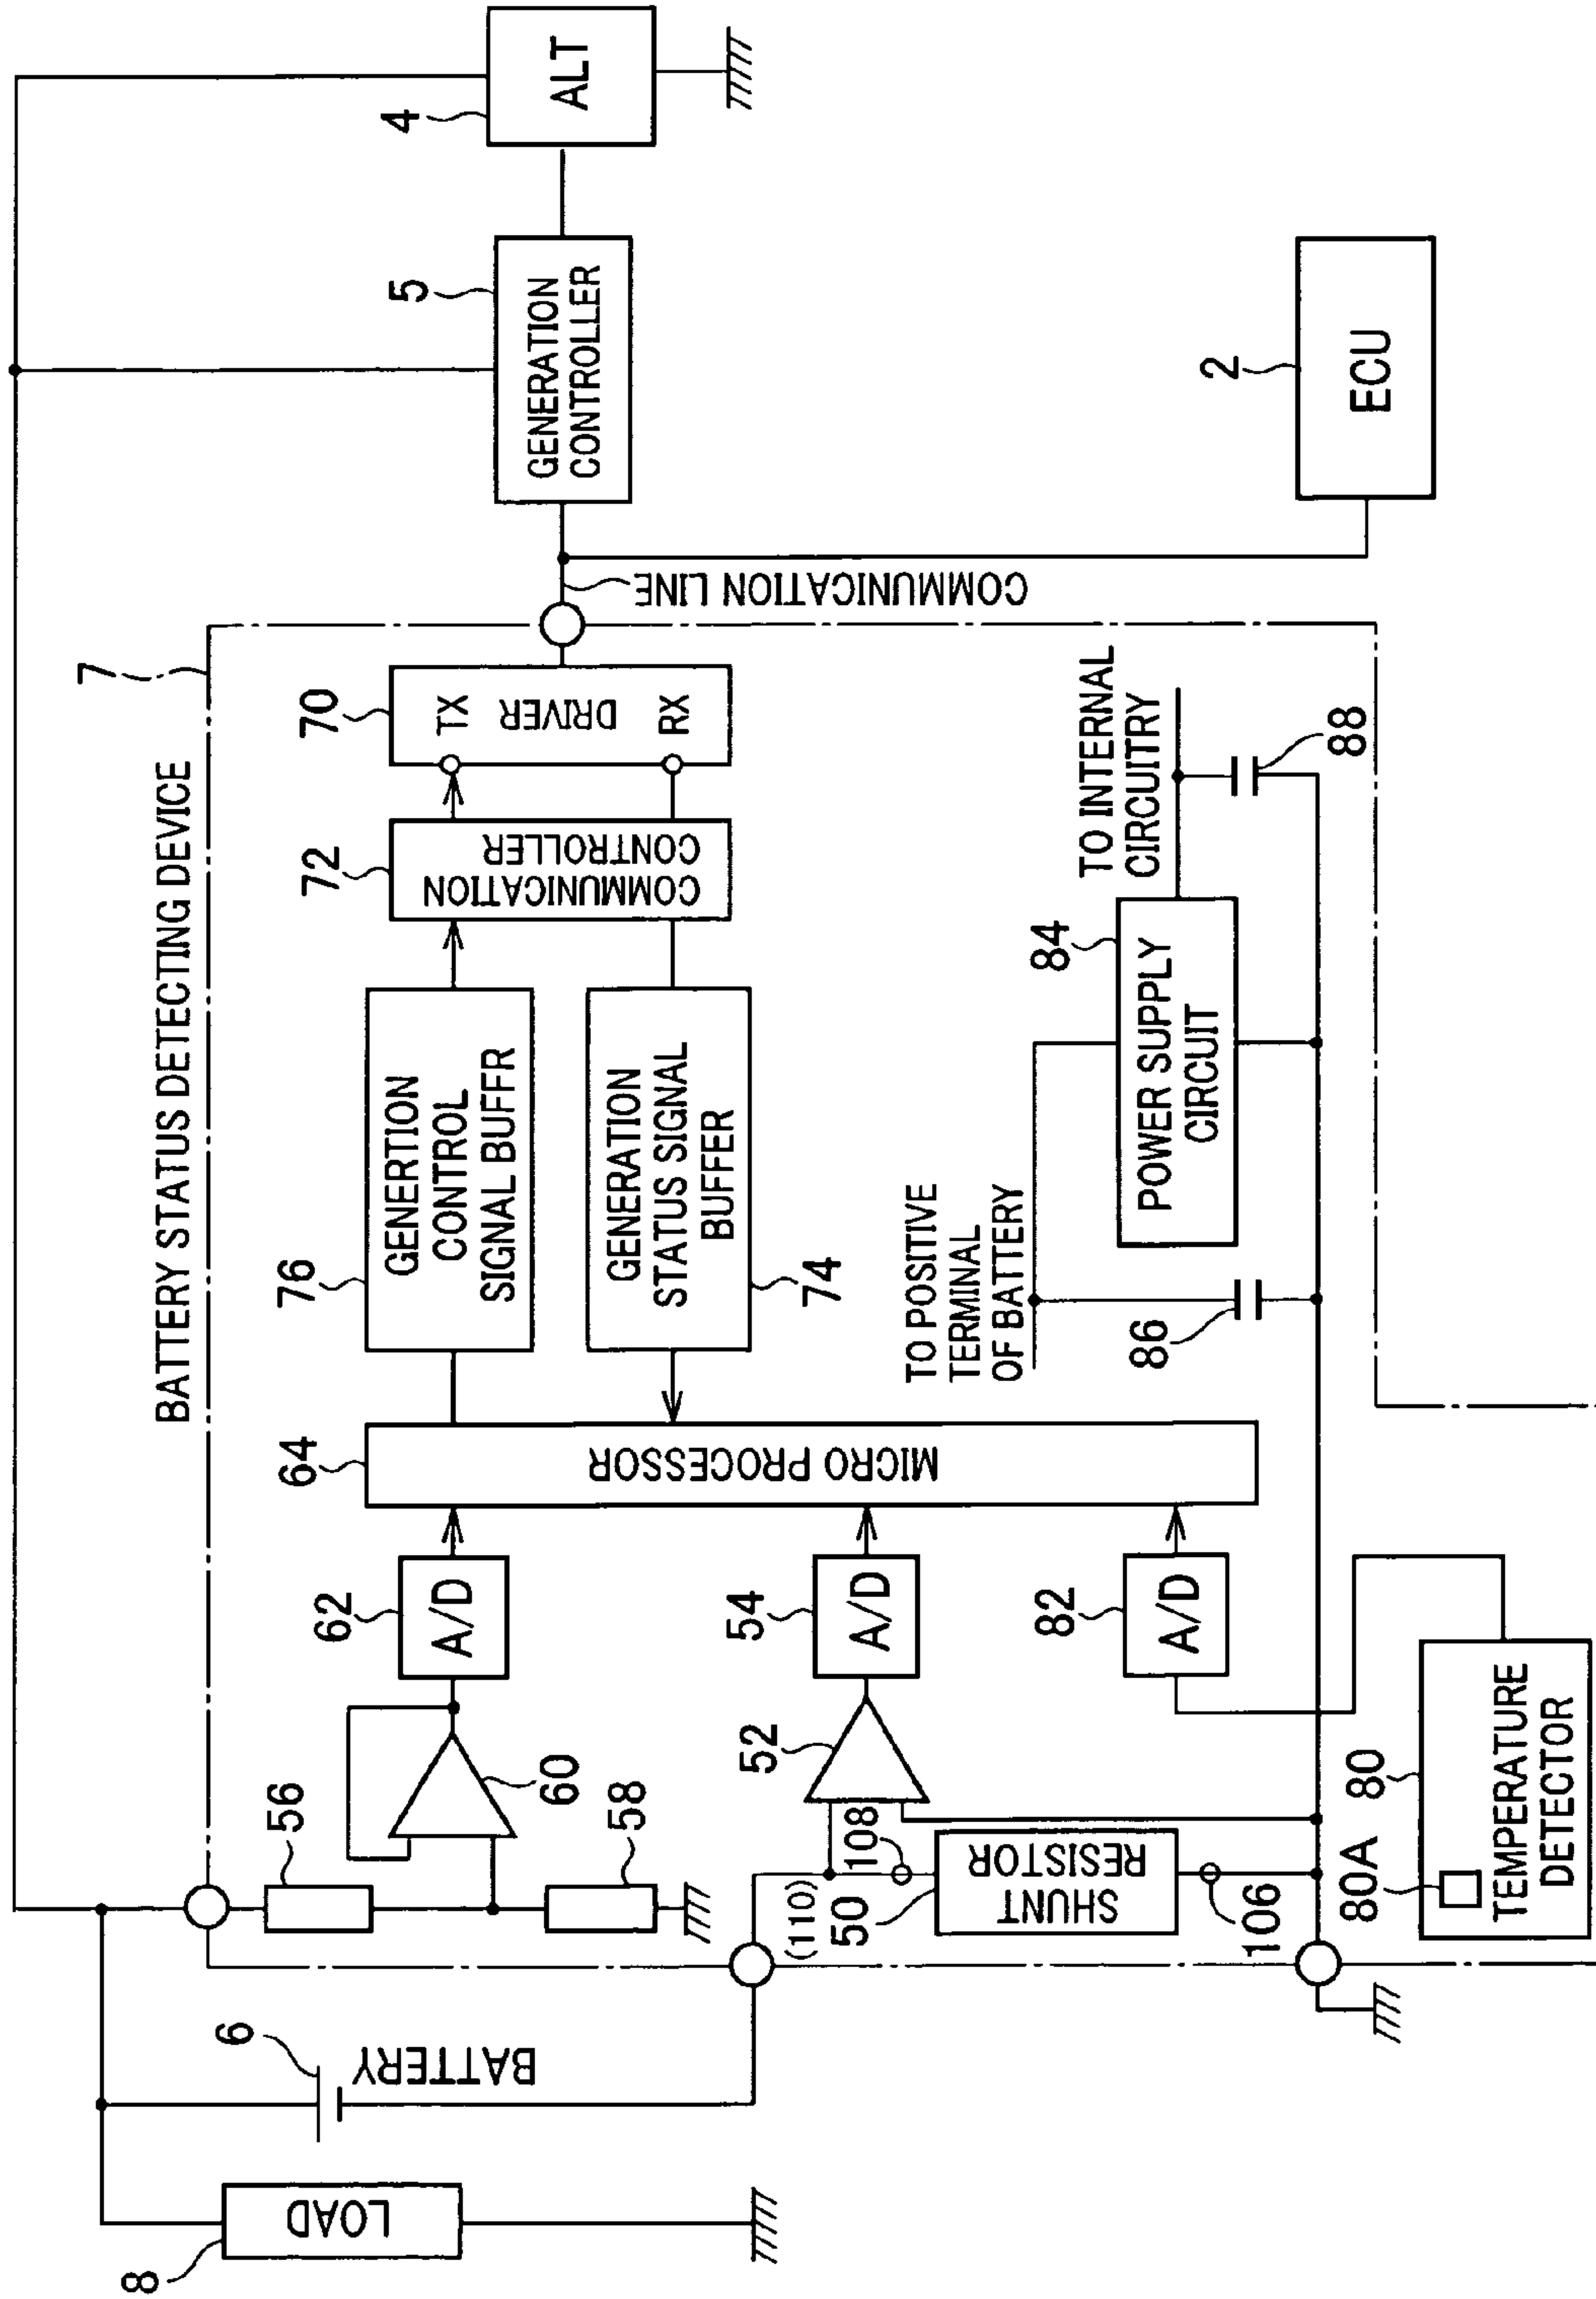 BATTERY STATUS DETECTING DEVICE
7
8
LOAD
6
BATTERY
56
58
60
62
A/D
64
MICRO PROCESSOR
76
GENERTION
CONTROL
SIGNAL BUFFR
GENERATION
STATUS SIGNAL
BUFFER
74
72
COMMUNICATION
CONTROLLER
70
TX
DRIVER
RX
COMMUNICATION LINE
5
GENERATION
CONTROLLER
4
ALT
2
ECU
(110)
108
50
SHUNT
RESISTOR
106
52
54
A/D
82
A/D
80
80A
TEMPERATURE
DETECTOR
TO POSITIVE
TERMINAL
OF BATTERY
86
84
POWER SUPPLY
CIRCUIT
TO INTERNAL
CIRCUITRY
88